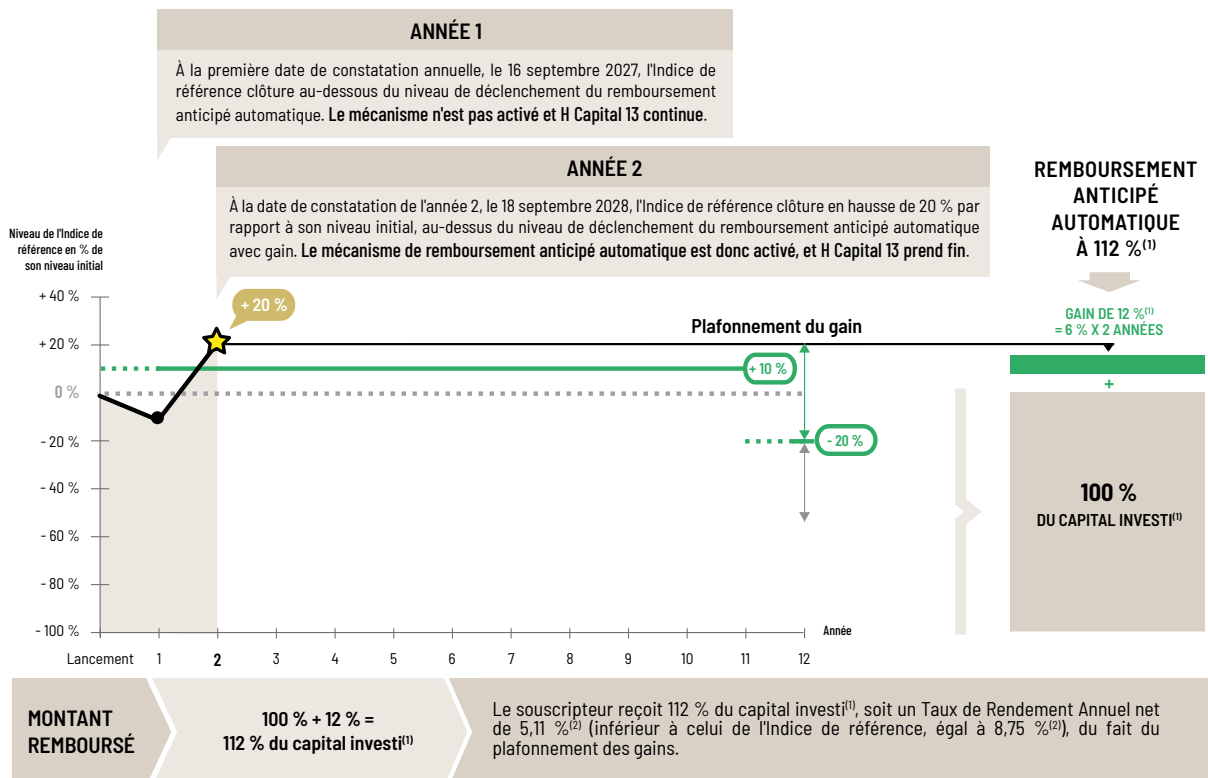 ANNÉE 1
À la première date de constatation annuelle, le 16 septembre 2027, l'Indice de
référence clôture au-dessous du niveau de déclenchement du remboursement
anticipé automatique. Le mécanisme n'est pas activé et H Capital 13 continue.
ANNÉE 2
À la date de constatation de l'anne 2, le 18 septembre 2028, l'Indice de référence clôture en hausse de 20 % par
rapport à son niveau initial, au-dessus du niveau de déclenchement du remboursement anticipé automatique
avec gain. Le mécanisme de remboursement anticipé automatique est donc activé, et H Capital 13 prend fin.
REMBOURSEMENT
ANTICIPÉ
AUTOMATIQUE
À 112 %(1)
GAIN DE 12 %(1)
= 6 % X 2 ANNÉES
+
100 %
DU CAPITAL INVESTI(1)
Niveau de l'Indice de
référence en % de
son niveau initial
+ 40 %
+ 20 %
0 %
- 20 %
- 40 %
- 60 %
- 80 %
- 100 %
+ 20 %
Plafonnement du gain
+ 10 %
- 20 %
Année
Lancement 1 2 3 4 5 6 7 8 9 10 11 12
MONTANT
REMBOURSÉ
100 % + 12 % =
112 % du capital investi(1)
Le souscripteur reçoit 112 % du capital investi(1), soit un Taux de Rendement Annuel net
de 5,11 %(2) (inférieur à celui de l'Indice de référence, égal à 8,75 %(2)), du fait du
plafonnement des gains.